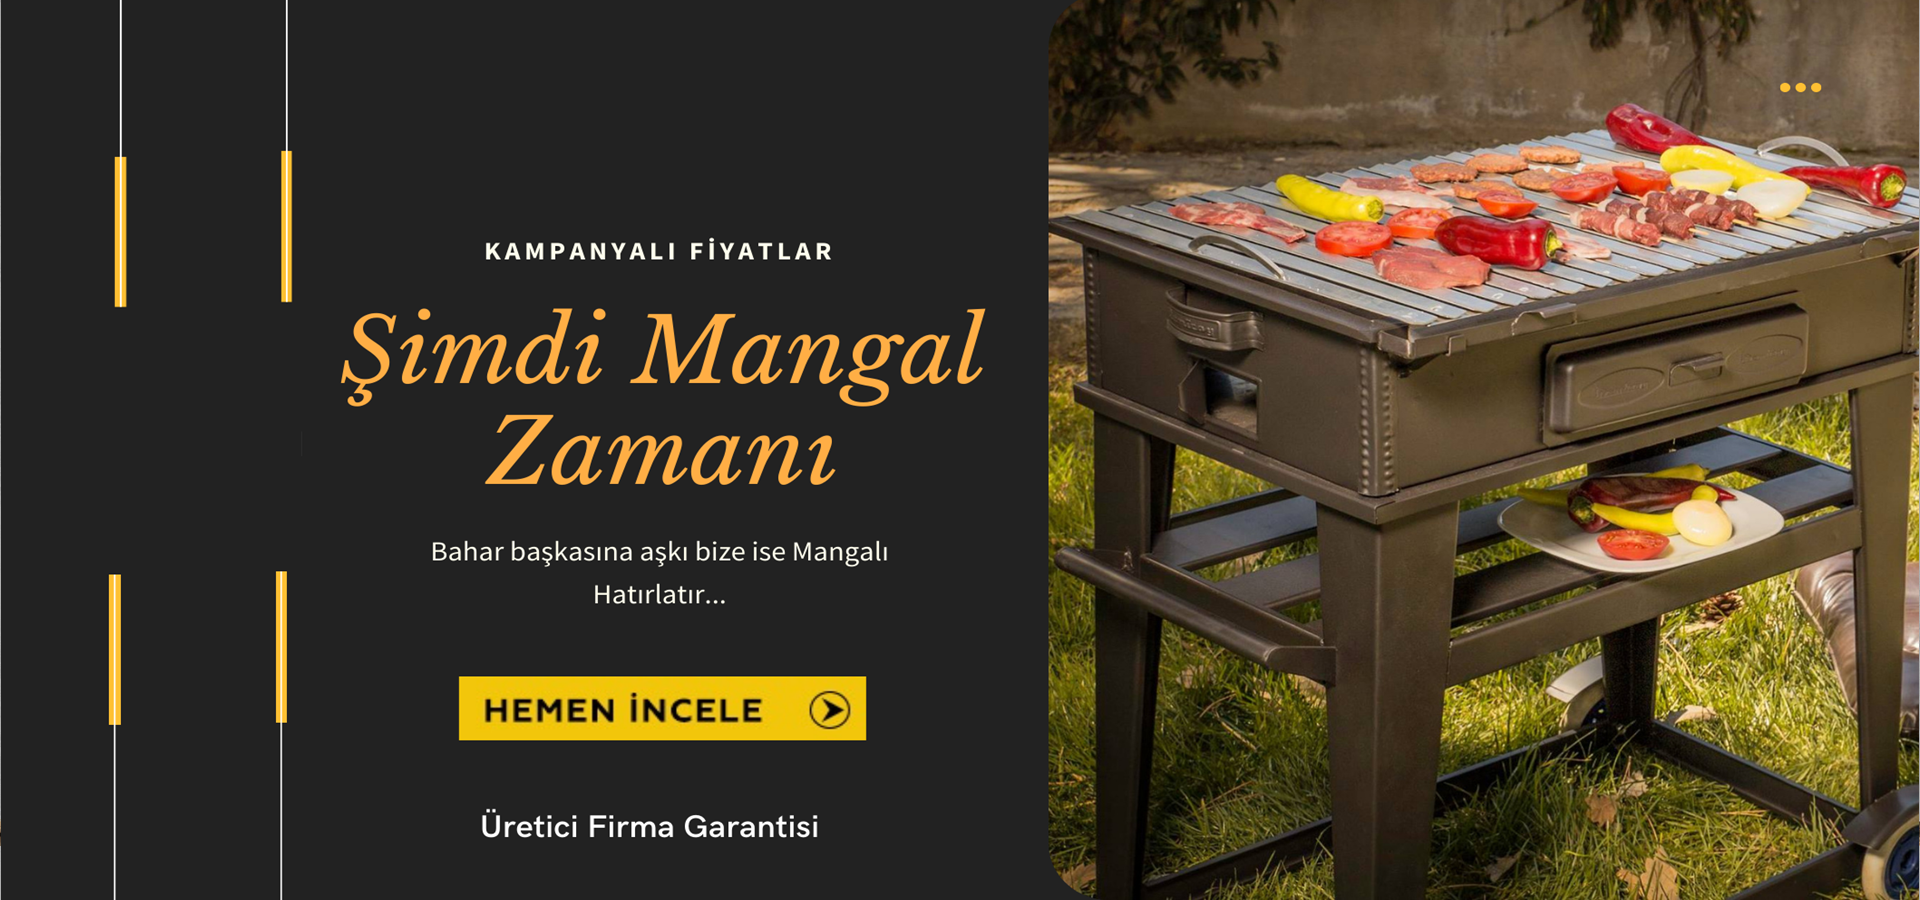 KAMPANYALI FİYATLAR
Şimdi Mangal
Zamanı
Bahar başkasına aşkı bize ise Mangalı
Hatırlatır...
HEMEN İNCELE
Üretici Firma Garantisi